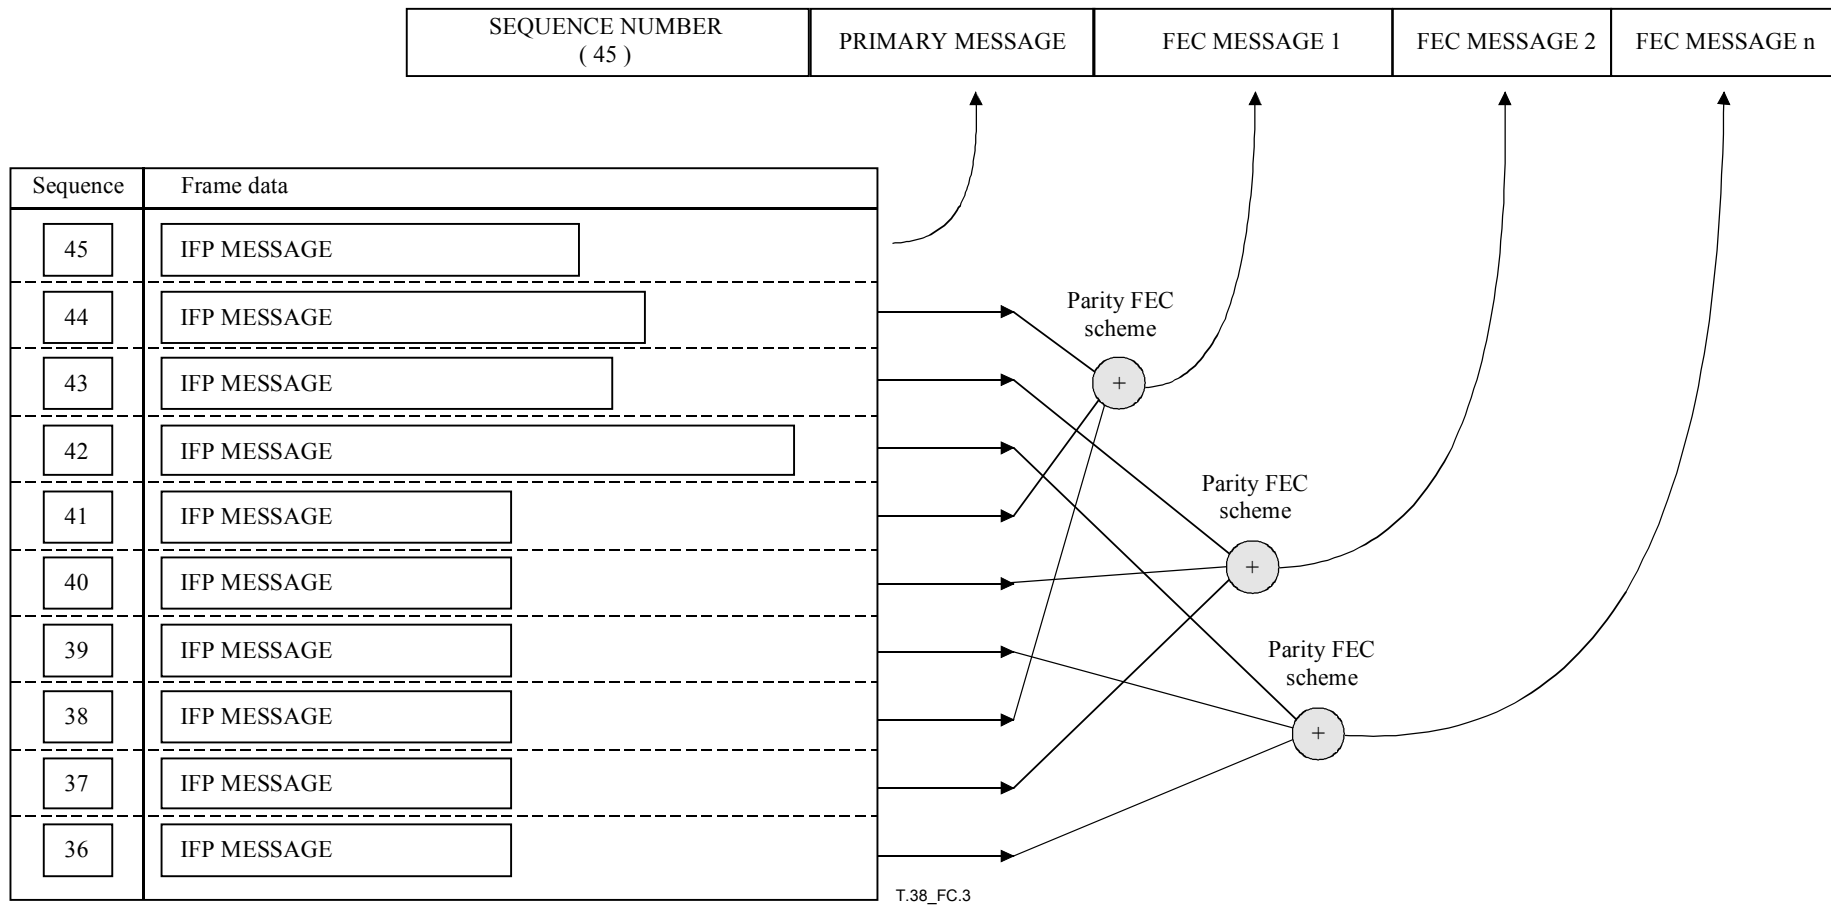 SEQUENCE NUMBER
( 45 )
PRIMARY MESSAGE
FEC MESSAGE 1
FEC MESSAGE 2
FEC MESSAGE n
Sequence
Frame data
45
IFP MESSAGE
44
IFP MESSAGE
43
IFP MESSAGE
42
IFP MESSAGE
41
IFP MESSAGE
40
IFP MESSAGE
39
IFP MESSAGE
38
IFP MESSAGE
37
IFP MESSAGE
36
IFP MESSAGE
Parity FEC
scheme
+
Parity FEC
scheme
+
Parity FEC
scheme
+
T.38_FC.3